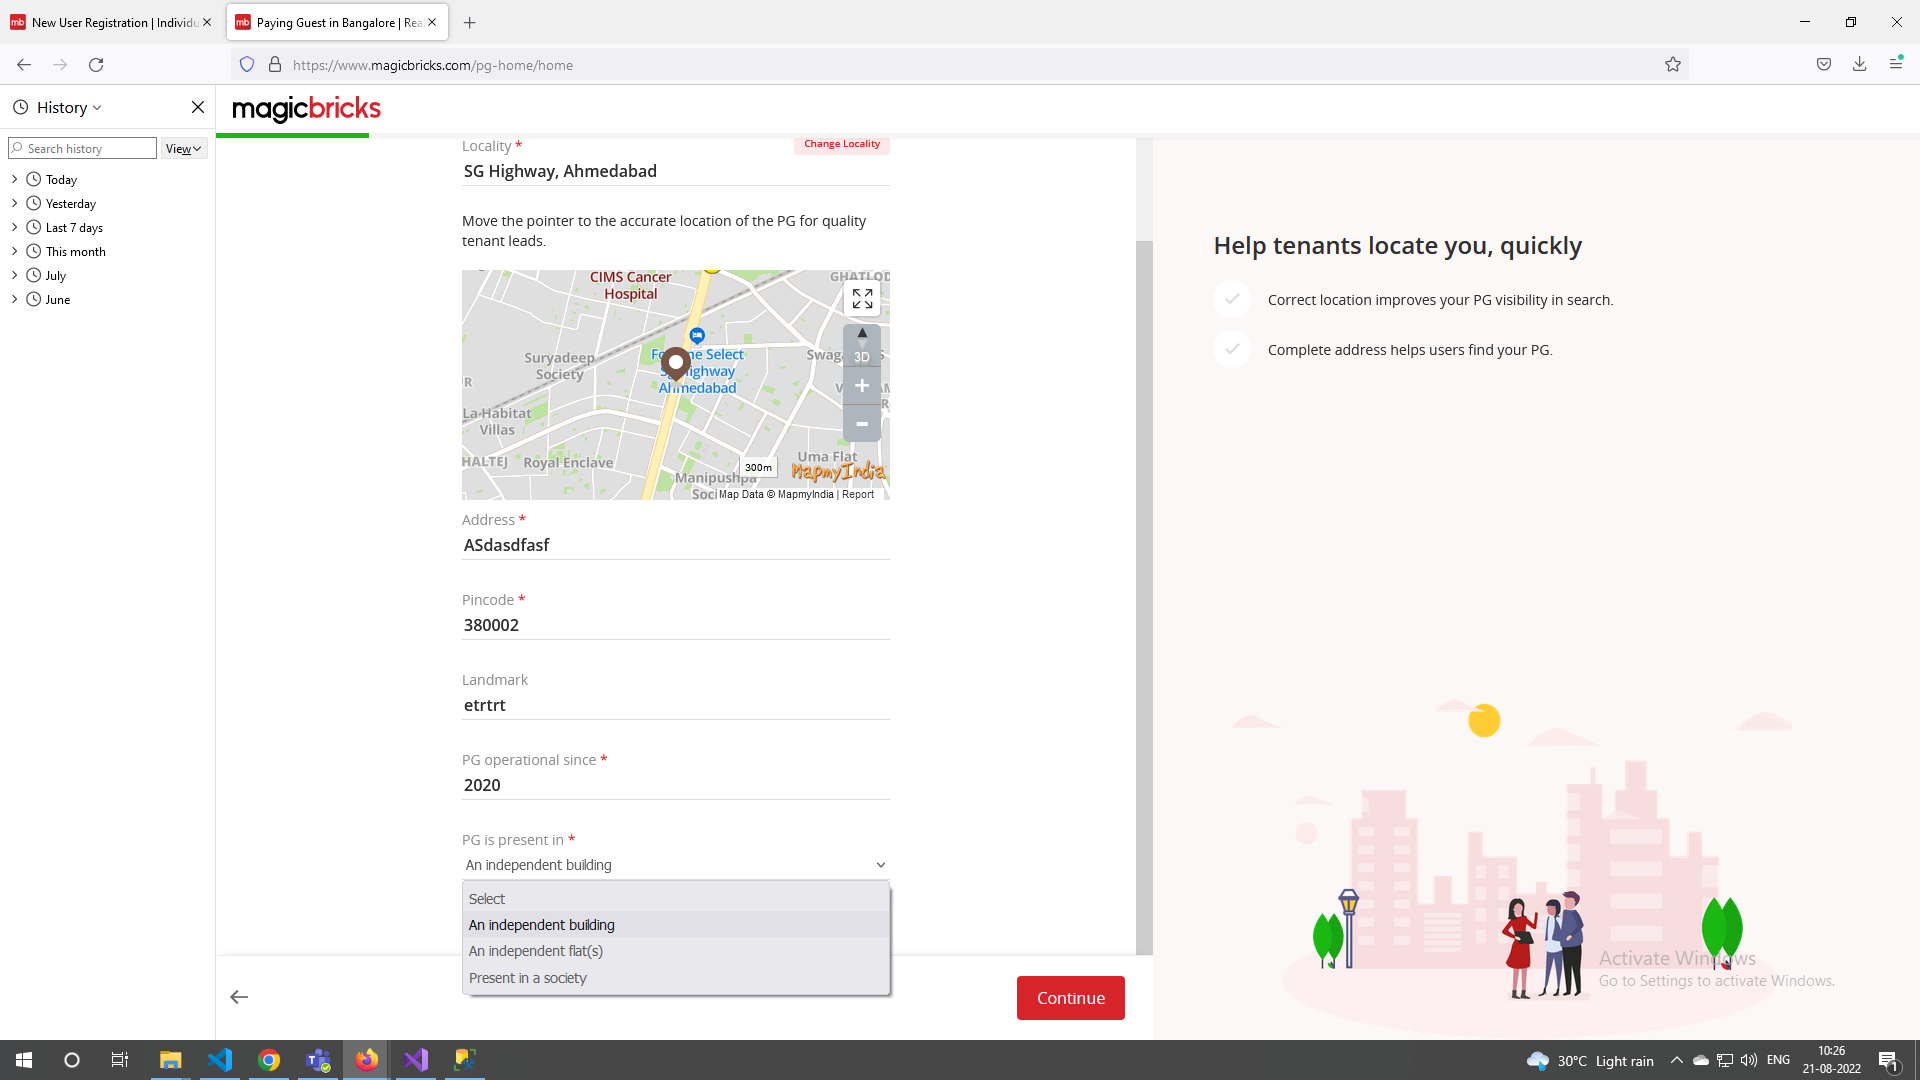 New User Registration | Individu
Paying Guest in Bangalore | Rea
https://www.magicbricks.com/pg-home/home
History
Search history
View
Today
Yesterday
Last 7 days
This month
July
June
magicbricks
Locality *
Change Locality
SG Highway, Ahmedabad
Move the pointer to the accurate location of the PG for quality
tenant leads.
CIMS Cancer
Hospital
GHATLOD
Suryadeep
Society
Select
Highway
Ahmedabad
Swaga
3D
+
-
La Habitat
Villas
HALTEJ
Royal Enclave
Manipushpa
Soci
300m
Uma Flat
MapmyIndia
Map Data © MapmyIndia | Report
Address *
ASdasdfasf
Pincode *
380002
Landmark
etrtrt
PG operational since *
2020
PG is present in *
An independent building
Select
An independent building
An independent flat(s)
Present in a society
Continue
Help tenants locate you, quickly
Correct location improves your PG visibility in search.
Complete address helps users find your PG.
Activate Windows
Go to Settings to activate Windows.
30°C Light rain
ENG
10:26
21-08-2022
1